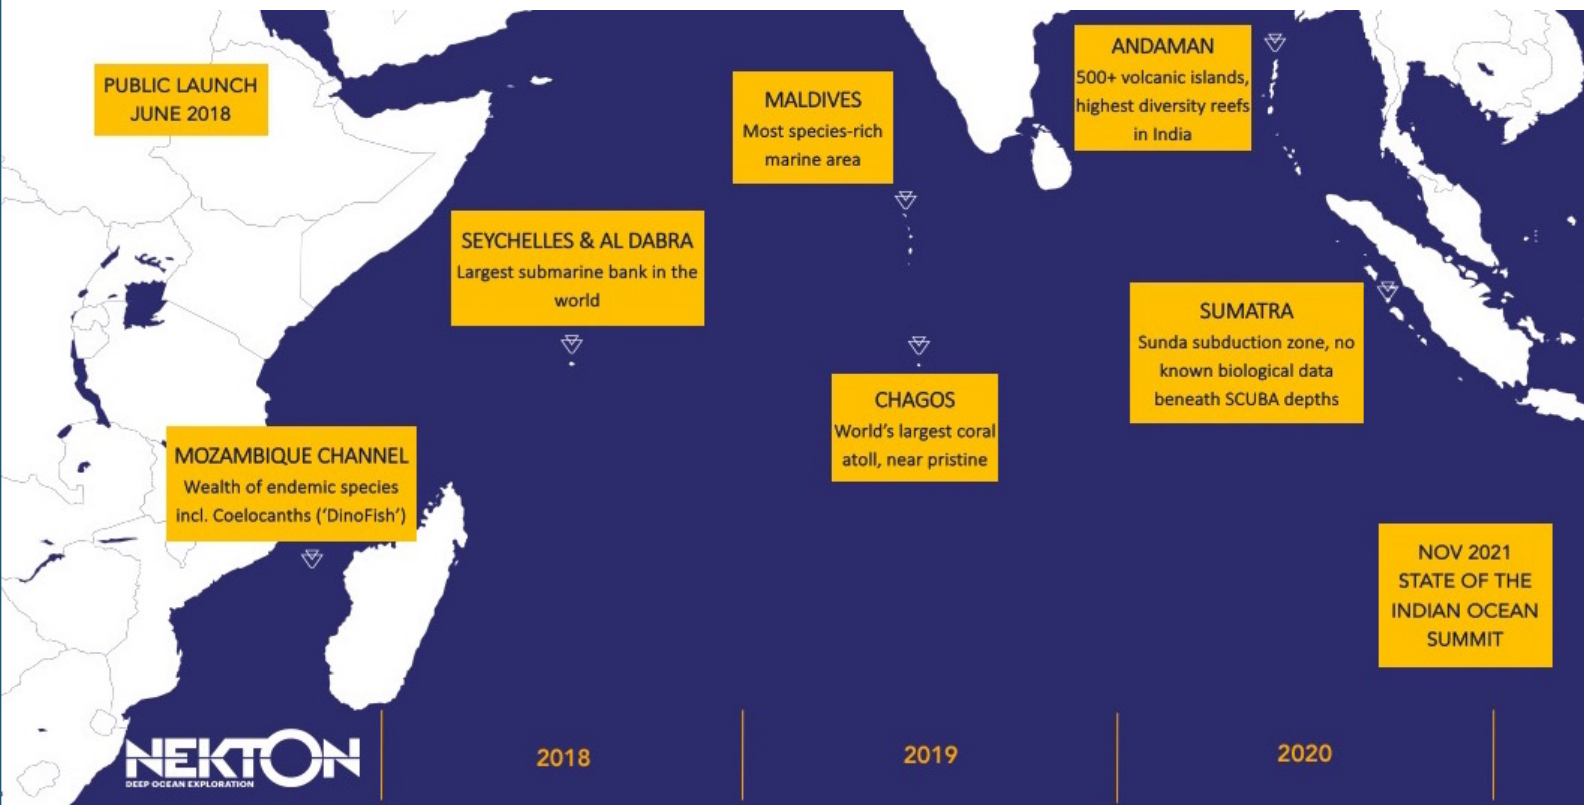 PUBLIC LAUNCH
JUNE 2018
MALDIVES
Most species-rich
marine area
ANDAMAN
500+ volcanic islands,
highest diversity reefs
in India
SEYCHELLES & AL DABRA
Largest submarine bank in the
world
SUMATRA
Sunda subduction zone, no
known biological data
beneath SCUBA depths
CHAGOS
World's largest coral
atoll, near pristine
MOZAMBIQUE CHANNEL
Wealth of endemic species
incl. Coelocanths ('DinoFish')
NOV 2021
STATE OF THE
INDIAN OCEAN
SUMMIT
NEKTON
DEEP OCEAN EXPLORATION
2018
2019
2020